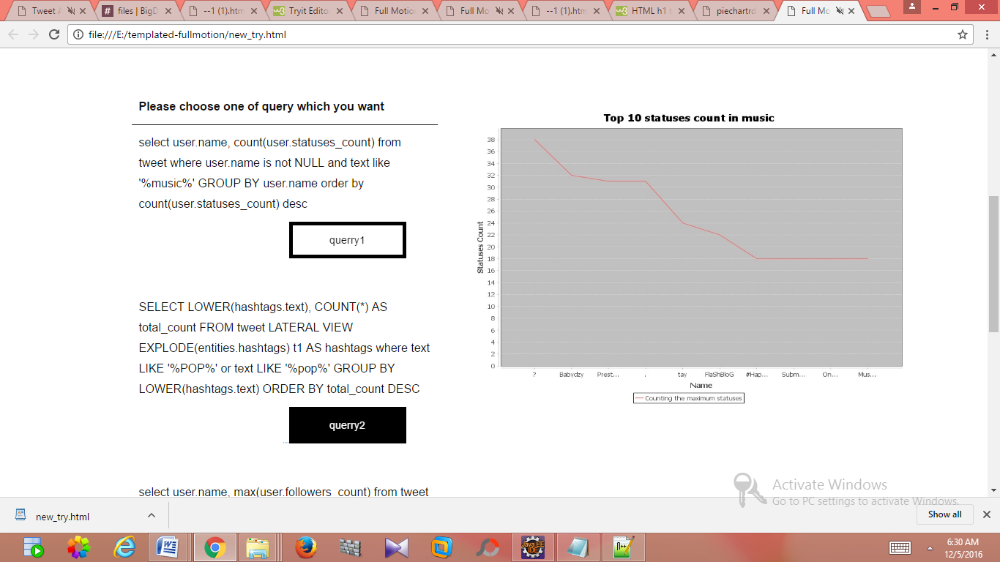 Tweet A
files | BigD
--1 (1).htm
Tryit Edito
Full Motion
Full Mo
--1 (1).htm
HTML h1 t
piechartrd
Full Mo
file:///E:/templated-fullmotion/new_try.html
Please choose one of query which you want
select user.name, count(user.statuses_count) from
tweet where user.name is not NULL and text like
'%music%' GROUP BY user.name order by
count(user.statuses_count) desc
querry1
SELECT LOWER(hashtags.text), COUNT(*) AS
total_count FROM tweet LATERAL VIEW
EXPLODE(entities.hashtags) t1 AS hashtags where text
LIKE '%POP%' or text LIKE '%pop%' GROUP BY
LOWER(hashtags.text) ORDER BY total_count DESC
querry2
select user.name, max(user.followers_count) from tweet
Top 10 statuses count in music
Statuses Count
38
36
34
32
30
28
26
24
22
20
18
16
14
12
10
8
6
4
2
0
? Babydzy Prest... . tay FlaShBloG #Hap... Subm... On... Mus...
Name
Counting the maximum statuses
Activate Windows
Go to PC settings to activate Windows.
new_try.html
Show all
Java EE
IDE
6:30 AM
12/5/2016